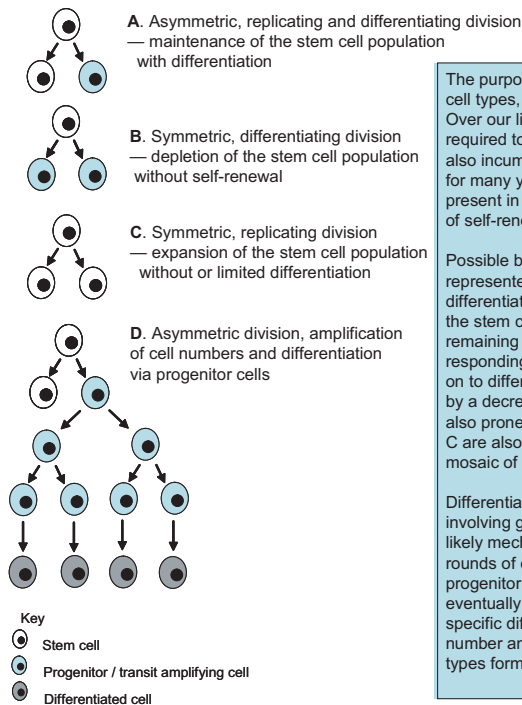 A. Asymmetric, replicating and differentiating division
— maintenance of the stem cell population
with differentiation
B. Symmetric, differentiating division
— depletion of the stem cell population
without self-renewal
C. Symmetric, replicating division
— expansion of the stem cell population
without or limited differentiation
D. Asymmetric division, amplification
of cell numbers and differentiation
via progenitor cells
Key
Stem cell
Progenitor / transit amplifying cell
Differentiated cell
The purpo
cell types,
Over our li
required to
also incum
for many y
present in
of self-rene
Possible b
represente
differentiat
the stem c
remaining
responding
on to differ
by a decre
also prone
C are also
mosaic of
Differentia
involving g
likely mech
rounds of c
progenitor
eventually
specific dif
number an
types form